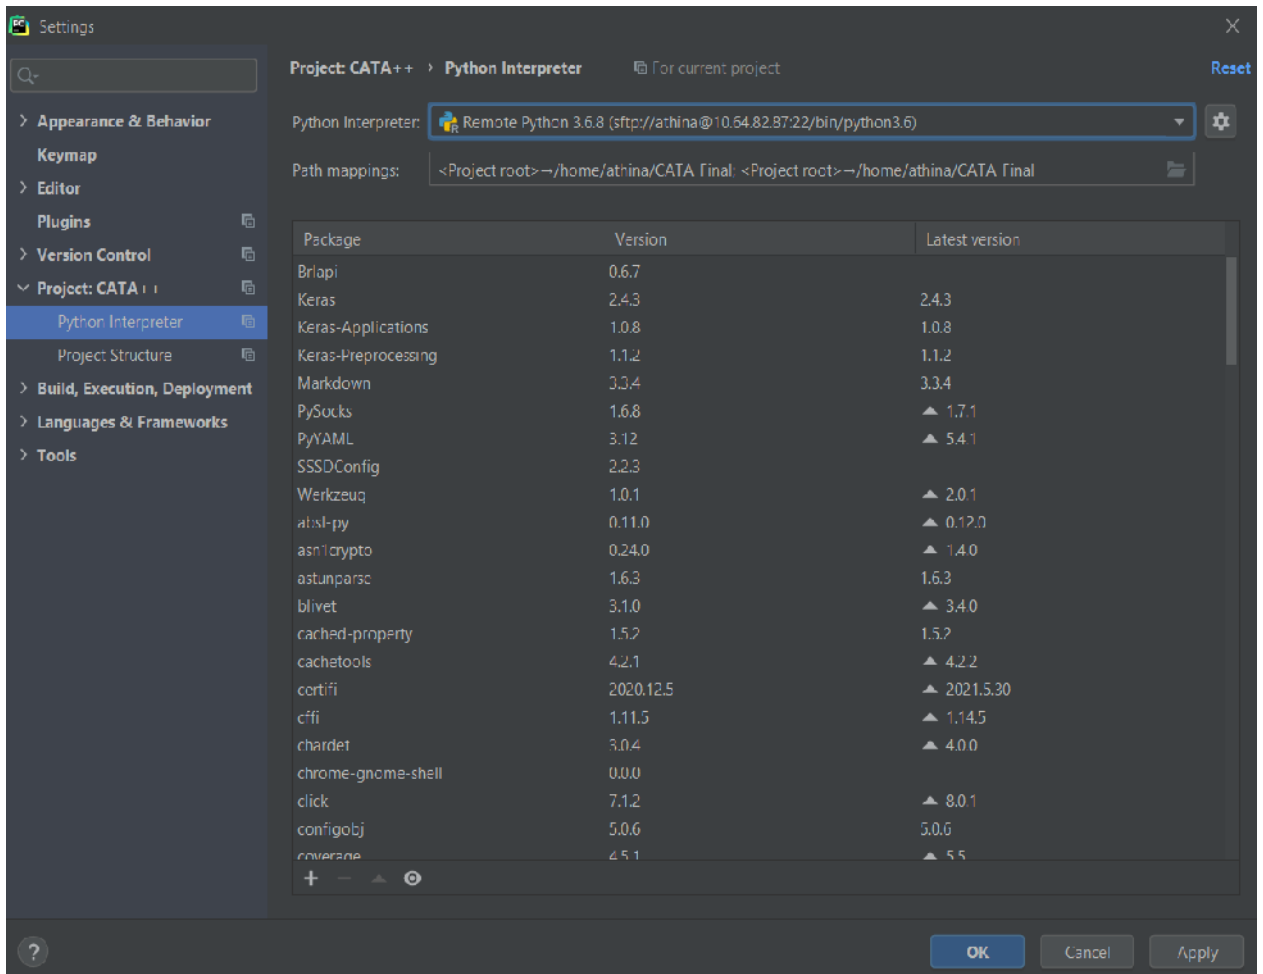 Settings
Project: CATA++ › Python Interpreter For current project Reset
Python Interpreter: Remote Python 3.6.8 (sftp://athina@10.64.82.87:22/bin/python3.6)
Path mappings: <Project root>→/home/athina/CATA Final; <Project root>→/home/athina/CATA Final
Appearance & Behavior
Keymap
Editor
Plugins
Version Control
Project: CATA++
Python Interpreter
Project Structure
Build, Execution, Deployment
Languages & Frameworks
Tools
Package Version Latest version
Brlapi 0.6.7
Keras 2.4.3 2.4.3
Keras-Applications 1.0.8 1.0.8
Keras-Preprocessing 1.1.2 1.1.2
Markdown 3.3.4 3.3.4
PySocks 1.6.8 ▲ 1.7.1
PyYAML 3.12 ▲ 5.4.1
SSSDConfig 2.2.3
Werkzeug 1.0.1 ▲ 2.0.1
absl-py 0.11.0 ▲ 0.12.0
asn1crypto 0.24.0 ▲ 1.4.0
astunparse 1.6.3 1.6.3
blivet 3.1.0 ▲ 3.4.0
cached-property 1.5.2 1.5.2
cachetools 4.2.1 ▲ 4.2.2
certifi 2020.12.5 ▲ 2021.5.30
cffi 1.11.5 ▲ 1.14.5
chardet 3.0.4 ▲ 4.0.0
chrome-gnome-shell 0.0.0
click 7.1.2 ▲ 8.0.1
configobj 5.0.6 5.0.6
coverage 4.5.1 ▲ 5.5
OK Cancel Apply